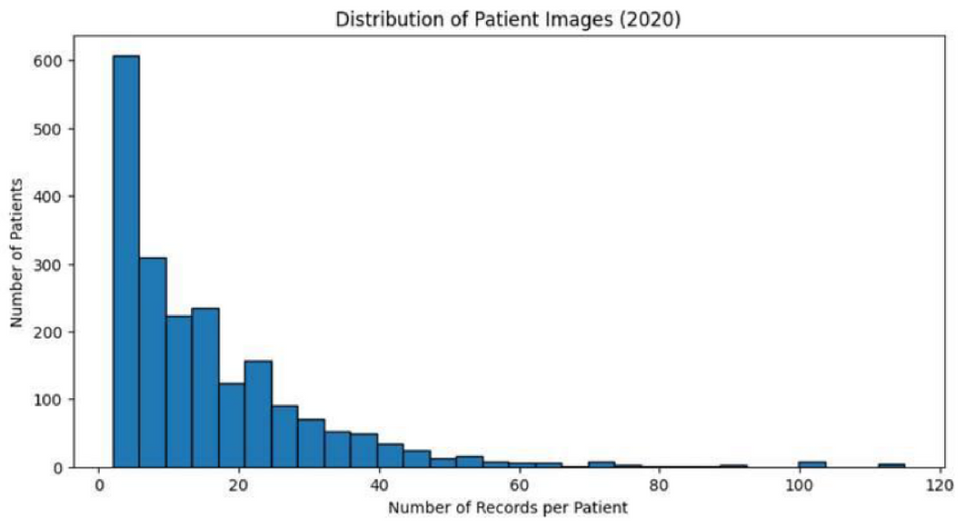 Distribution of Patient Images (2020)
Number of Patients
600
500
400
300
200
100
0
0 20 40 60 80 100 120
Number of Records per Patient